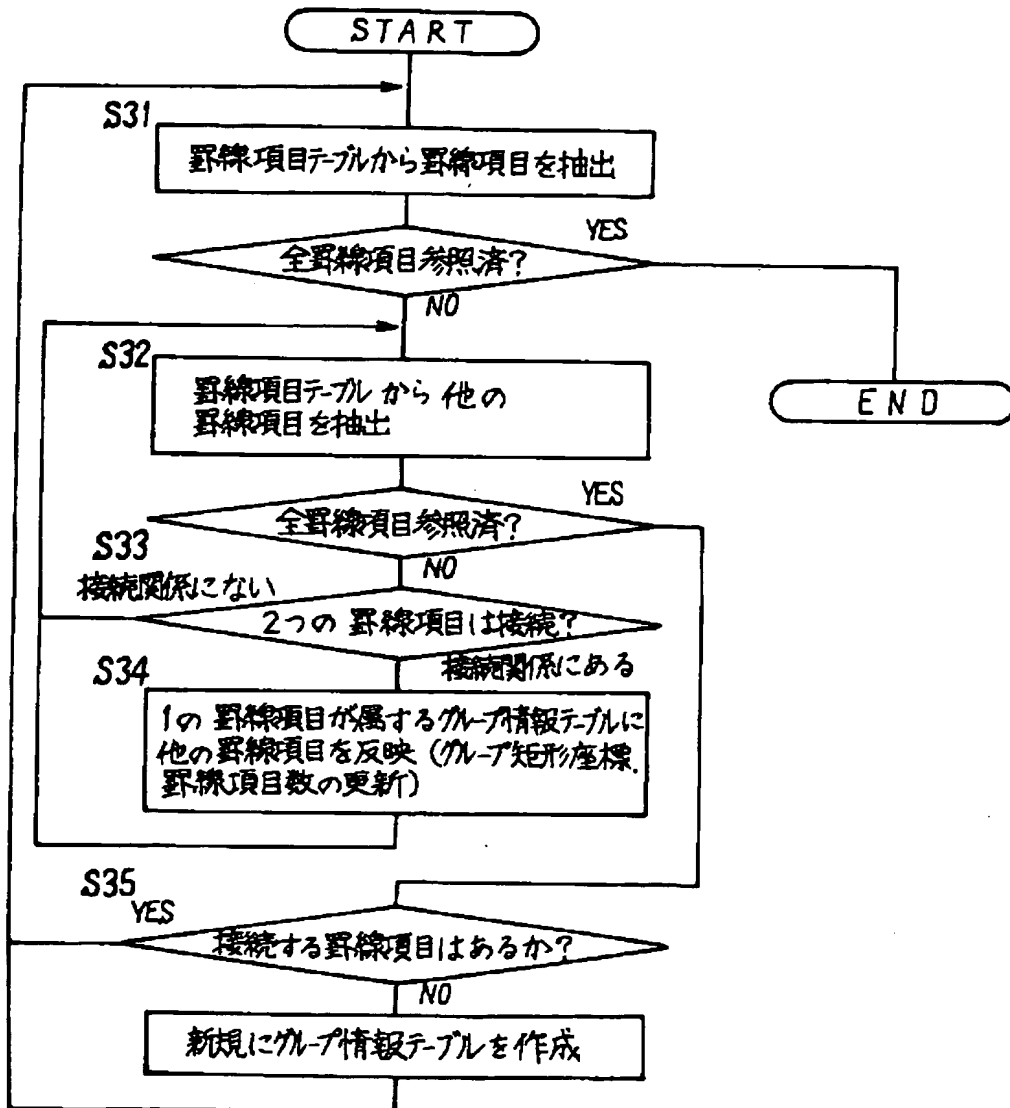 START
S31
罫線項目テーブルから罫線項目を抽出
YES
全罫線項目参照済?
NO
S32
罫線項目テーブルから他の
罫線項目を抽出
END
YES
全罫線項目参照済?
S33
NO
接続関係にない
2つの罫線項目は接続?
接続関係にある
S34
1の罫線項目が属するグループ情報テーブルに
他の罫線項目を反映(グループ矩形座標,
罫線項目数の更新)
S35
YES
接続する罫線項目はあるか?
NO
新規にグループ情報テーブルを作成